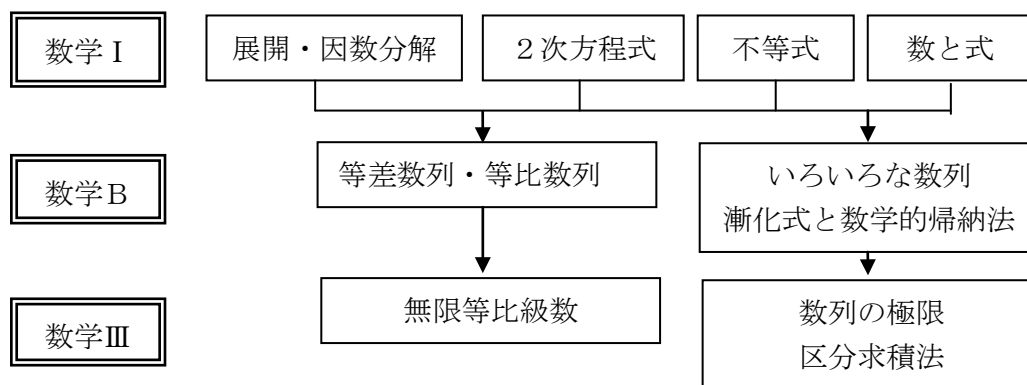 数学Ⅰ
展開・因数分解
２次方程式
不等式
数と式
数学Ｂ
等差数列・等比数列
いろいろな数列
漸化式と数学的帰納法
数学Ⅲ
無限等比級数
数列の極限
区分求積法